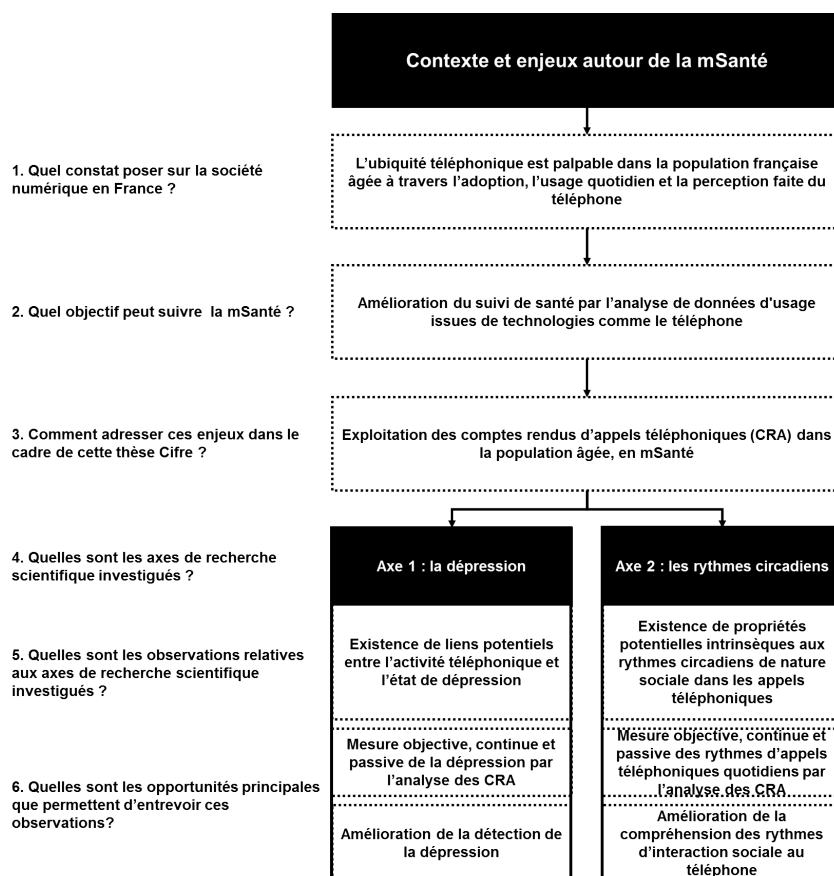 Contexte et enjeux autour de la mSanté
1. Quel constat poser sur la société
numérique en France ?
L'ubiquité téléphonique est palpable dans la population française
âgée à travers l'adoption, l'usage quotidien et la perception faite du
téléphone
2. Quel objectif peut suivre la mSanté ?
Amélioration du suivi de santé par l'analyse de données d'usage
issues de technologies comme le téléphone
3. Comment adresser ces enjeux dans le
cadre de cette thèse Cifre ?
Exploitation des comptes rendus d'appels téléphoniques (CRA) dans
la population âgée, en mSanté
4. Quelles sont les axes de recherche
scientifique investigués ?
Axe 1 : la dépression
Axe 2 : les rythmes circadiens
5. Quelles sont les observations relatives
aux axes de recherche scientifique
investigués ?
Existence de liens potentiels
entre l'activité téléphonique et
l'état de dépression
Existence de propriétés
potentielles intrinsèques aux
rythmes circadiens de nature
sociale dans les appels
téléphoniques
6. Quelles sont les opportunités principales
que permettent d'entrevoir ces
observations?
Mesure objective, continue et
passive de la dépression par
l'analyse des CRA
Mesure objective, continue et
passive des rythmes d'appels
téléphoniques quotidiens par
l'analyse des CRA
Amélioration de la détection de
la dépression
Amélioration de la
compréhension des rythmes
d'interaction sociale au
téléphone